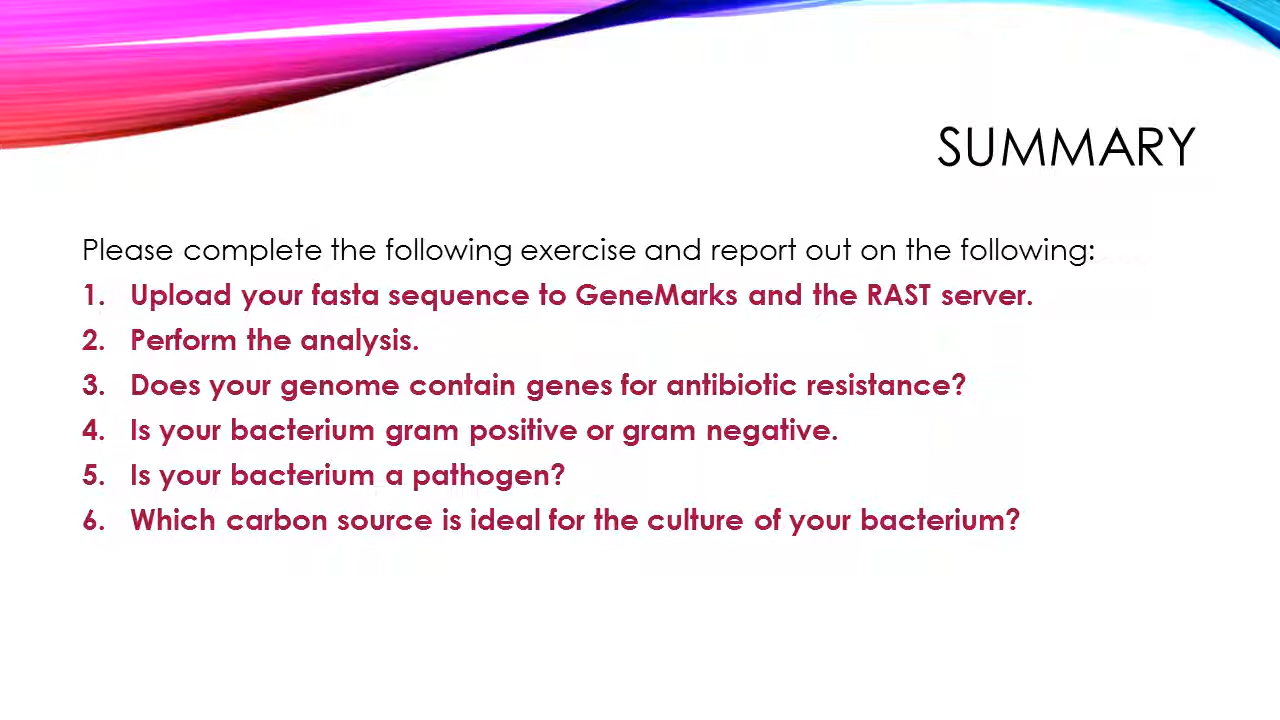 SUMMARY
Please complete the following exercise and report out on the following:
1. Upload your fasta sequence to GeneMarks and the RAST server.
2. Perform the analysis.
3. Does your genome contain genes for antibiotic resistance?
4. Is your bacterium gram positive or gram negative.
5. Is your bacterium a pathogen?
6. Which carbon source is ideal for the culture of your bacterium?